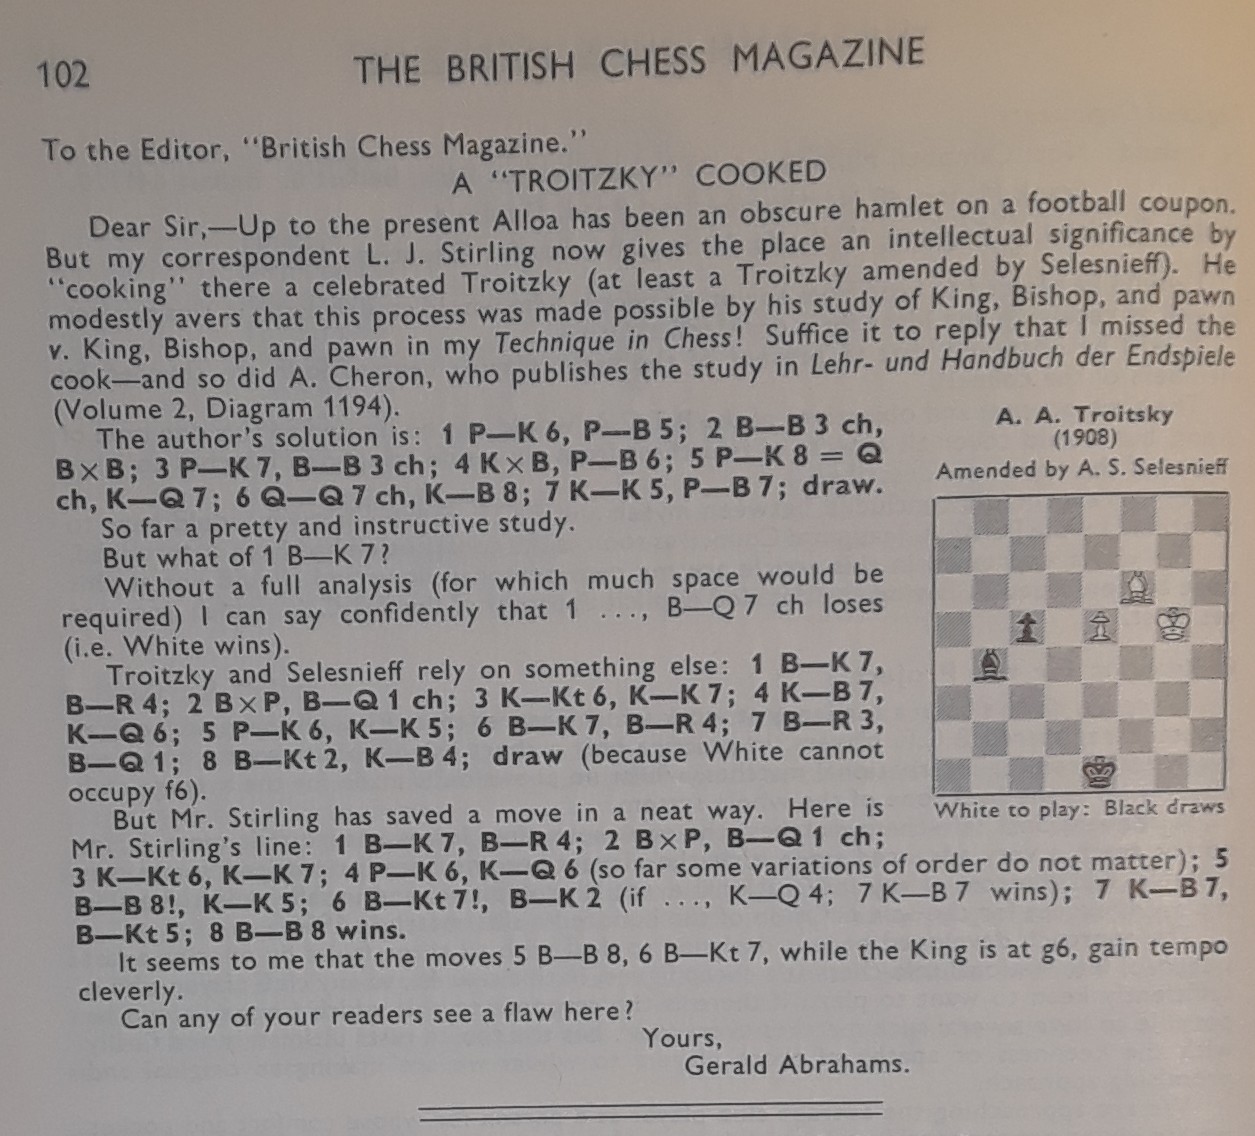 102
THE BRITISH CHESS MAGAZINE
To the Editor, “British Chess Magazine.”
A “TROITZKY” COOKED
Dear Sir,—Up to the present Alloa has been an obscure hamlet on a football coupon.
But my correspondent L. J. Stirling now gives the place an intellectual significance by
“cooking” there a celebrated Troitzky (at least a Troitzky amended by Selesnieff). He
modestly avers that this process was made possible by his study of King, Bishop, and pawn
v. King, Bishop, and pawn in my Technique in Chess! Suffice it to reply that I missed the
cook—and so did A. Cheron, who publishes the study in Lehr- und Handbuch der Endspiele
(Volume 2, Diagram 1194).
The author's solution is: 1 P—K 6, P—B 5; 2 B—B 3 ch,
B×B; 3 P—K 7, B—B 3 ch; 4 K×B, P—B 6; 5 P—K 8 = Q
ch, K—Q 7; 6 Q—Q 7 ch, K—B 8; 7 K—K 5, P—B 7; draw.
So far a pretty and instructive study.
But what of 1 B—K 7?
Without a full analysis (for which much space would be
required) I can say confidently that 1 ..., B—Q 7 ch loses
(i.e. White wins).
Troitzky and Selesnieff rely on something else: 1 B—K 7,
B—R 4; 2 B×P, B—Q 1 ch; 3 K—Kt 6, K—K 7; 4 K—B 7,
K—Q 6; 5 P—K 6, K—K 5; 6 B—K 7, B—R 4; 7 B—R 3,
B—Q 1; 8 B—Kt 2, K—B 4; draw (because White cannot
occupy f6).
But Mr. Stirling has saved a move in a neat way. Here is
Mr. Stirling's line: 1 B—K 7, B—R 4; 2 B×P, B—Q 1 ch;
3 K—Kt 6, K—K 7; 4 P—K 6, K—Q 6 (so far some variations of order do not matter); 5
B—B 8!, K—K 5; 6 B—Kt 7!, B—K 2 (if ..., K—Q 4; 7 K—B 7 wins); 7 K—B 7,
B—Kt 5; 8 B—B 8 wins.
It seems to me that the moves 5 B—B 8, 6 B—Kt 7, while the King is at g6, gain tempo
cleverly.
Can any of your readers see a flaw here?
Yours,
Gerald Abrahams.
A. A. Troitsky
(1908)
Amended by A. S. Selesnieff
White to play: Black draws